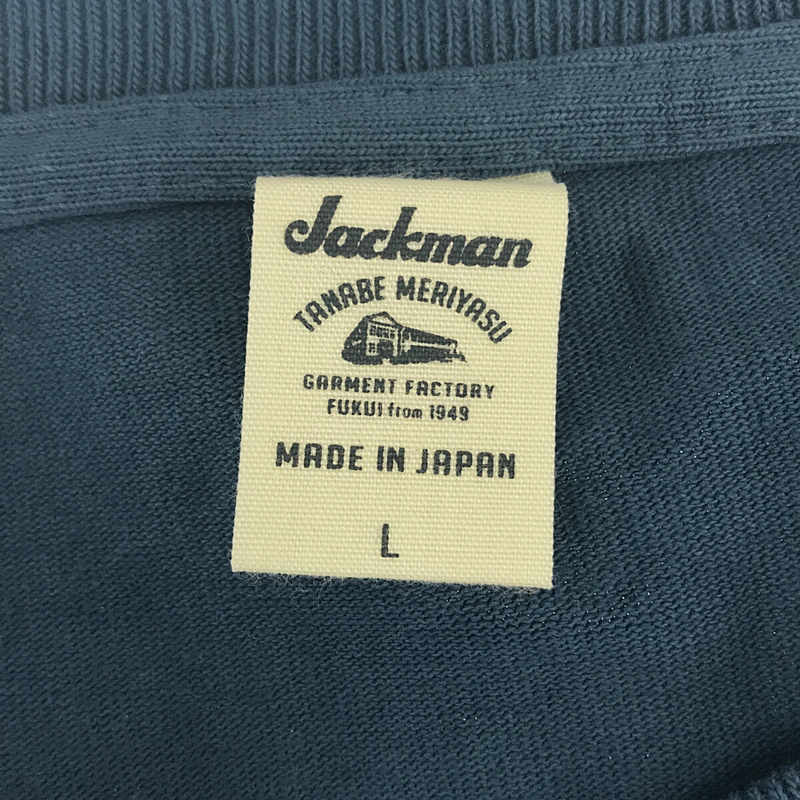 Jackman
TANABE MERIYASU
GARMENT FACTORY
FUKUI from 1949
MADE IN JAPAN
L